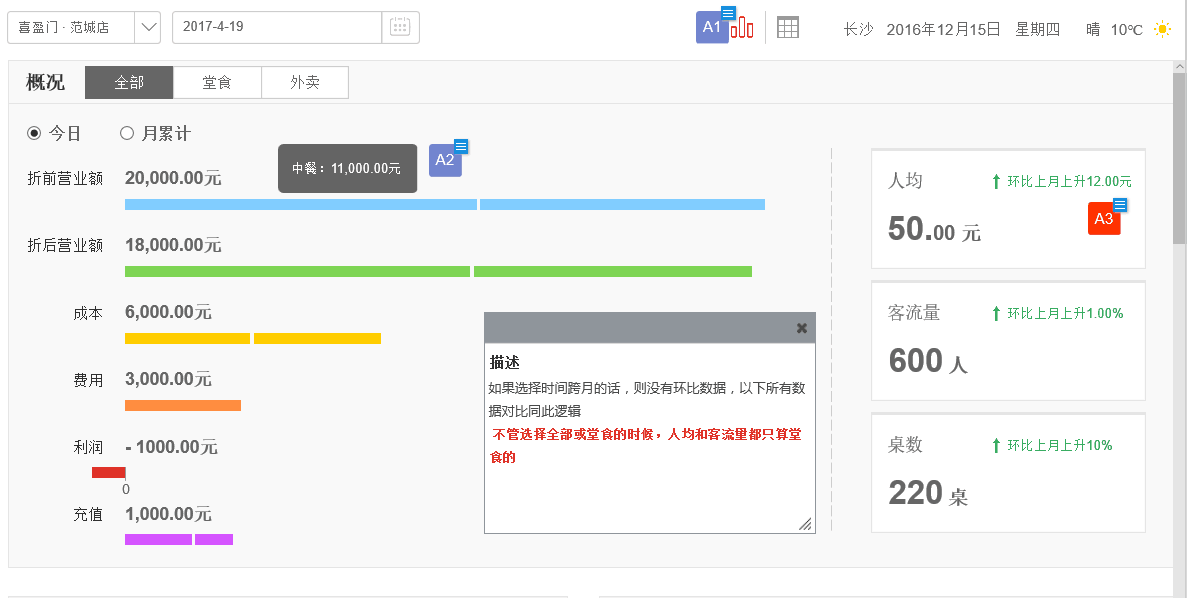 喜盈门 · 范城店
2017-4-19
A1
长沙 2016年12月15日 星期四 晴 10℃
概况 全部 堂食 外卖
今日 月累计
中餐：11,000.00元
A2
折前营业额 20,000.00元
折后营业额 18,000.00元
成本 6,000.00元
费用 3,000.00元
利润 - 1000.00元
0
充值 1,000.00元
描述
如果选择时间跨月的话，则没有环比数据，以下所有数
据对比同此逻辑
不管选择全部或堂食的时候，人均和客流量都只算堂
食的
人均 环比上月上升12.00元
50.00 元
A3
客流量 环比上月上升1.00%
600 人
桌数 环比上月上升10%
220 桌